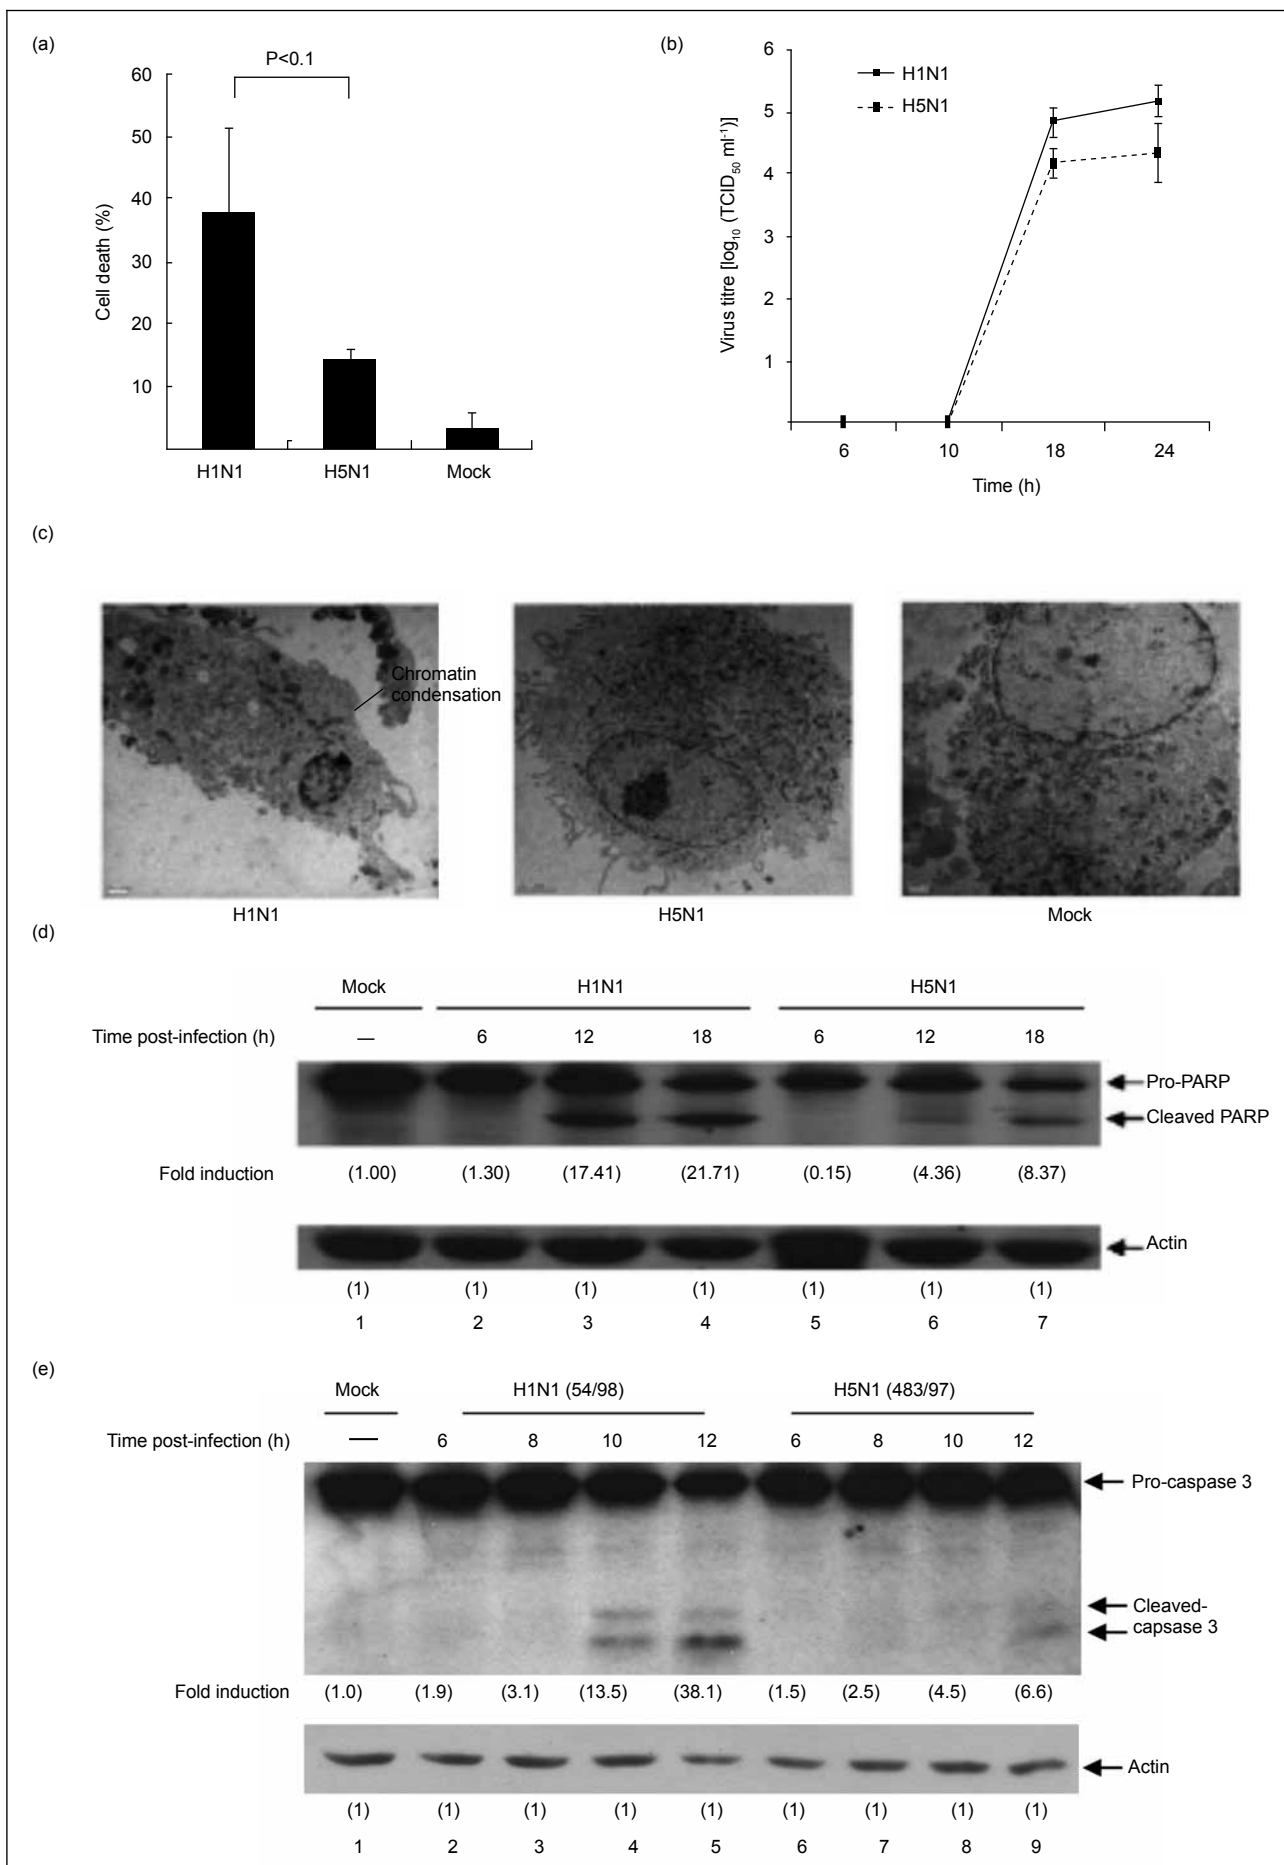 (a)
P<0.1
60
50
40
30
20
10
Cell death (%)
H1N1 H5N1 Mock
(b)
6
5
4
3
2
1
Virus titre [log10 (TCID50 ml-1)]
H1N1
H5N1
6 10 18 24
Time (h)
(c)
Chromatin
condensation
H1N1 H5N1 Mock
(d)
Mock H1N1 H5N1
Time post-infection (h) — 6 12 18 6 12 18
Pro-PARP
Cleaved PARP
Fold induction (1.00) (1.30) (17.41) (21.71) (0.15) (4.36) (8.37)
Actin
(1) (1) (1) (1) (1) (1) (1)
1 2 3 4 5 6 7
(e)
Mock H1N1 (54/98) H5N1 (483/97)
Time post-infection (h) — 6 8 10 12 6 8 10 12
Pro-caspase 3
Cleaved-
capsase 3
Fold induction (1.0) (1.9) (3.1) (13.5) (38.1) (1.5) (2.5) (4.5) (6.6)
Actin
(1) (1) (1) (1) (1) (1) (1) (1) (1)
1 2 3 4 5 6 7 8 9